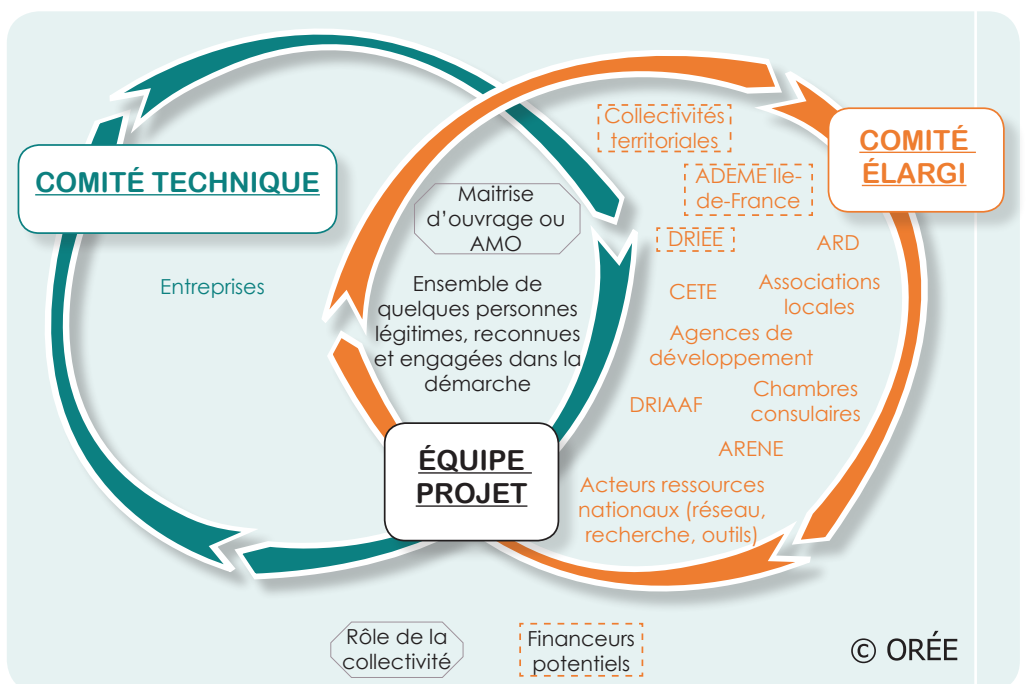 COMITÉ TECHNIQUE
Entreprises
Maitrise
d'ouvrage ou
AMO
Ensemble de
quelques personnes
légitimes, reconnues
et engagées dans la
démarche
ÉQUIPE
PROJET
COMITÉ
ÉLARGI
Collectivités
territoriales
ADEME Ile-
de-France
DRIEE
ARD
CETE
Associations
locales
Agences de
développement
DRIAAF
Chambres
consulaires
ARENE
Acteurs ressources
nationaux (réseau,
recherche, outils)
Rôle de la
collectivité
Financeurs
potentiels
© ORÉE